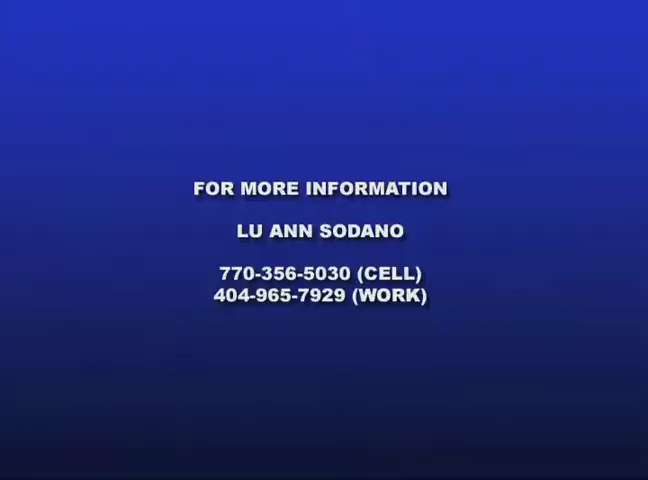 FOR MORE INFORMATION
LU ANN SODANO
770-356-5030 (CELL)
404-965-7929 (WORK)